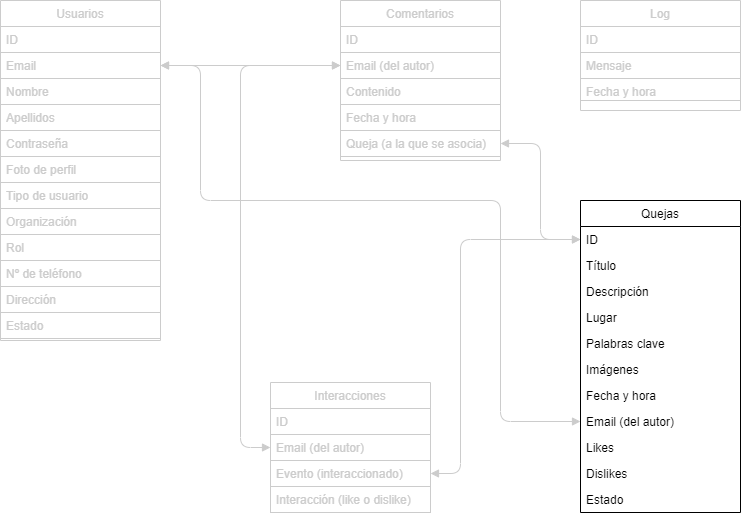 Usuarios
ID
Email
Nombre
Apellidos
Contraseña
Foto de perfil
Tipo de usuario
Organización
Rol
Nº de teléfono
Dirección
Estado
Comentarios
ID
Email (del autor)
Contenido
Fecha y hora
Queja (a la que se asocia)
Log
ID
Mensaje
Fecha y hora
Quejas
ID
Título
Descripción
Lugar
Palabras clave
Imágenes
Fecha y hora
Email (del autor)
Likes
Dislikes
Estado
Interacciones
ID
Email (del autor)
Evento (interaccionado)
Interacción (like o dislike)